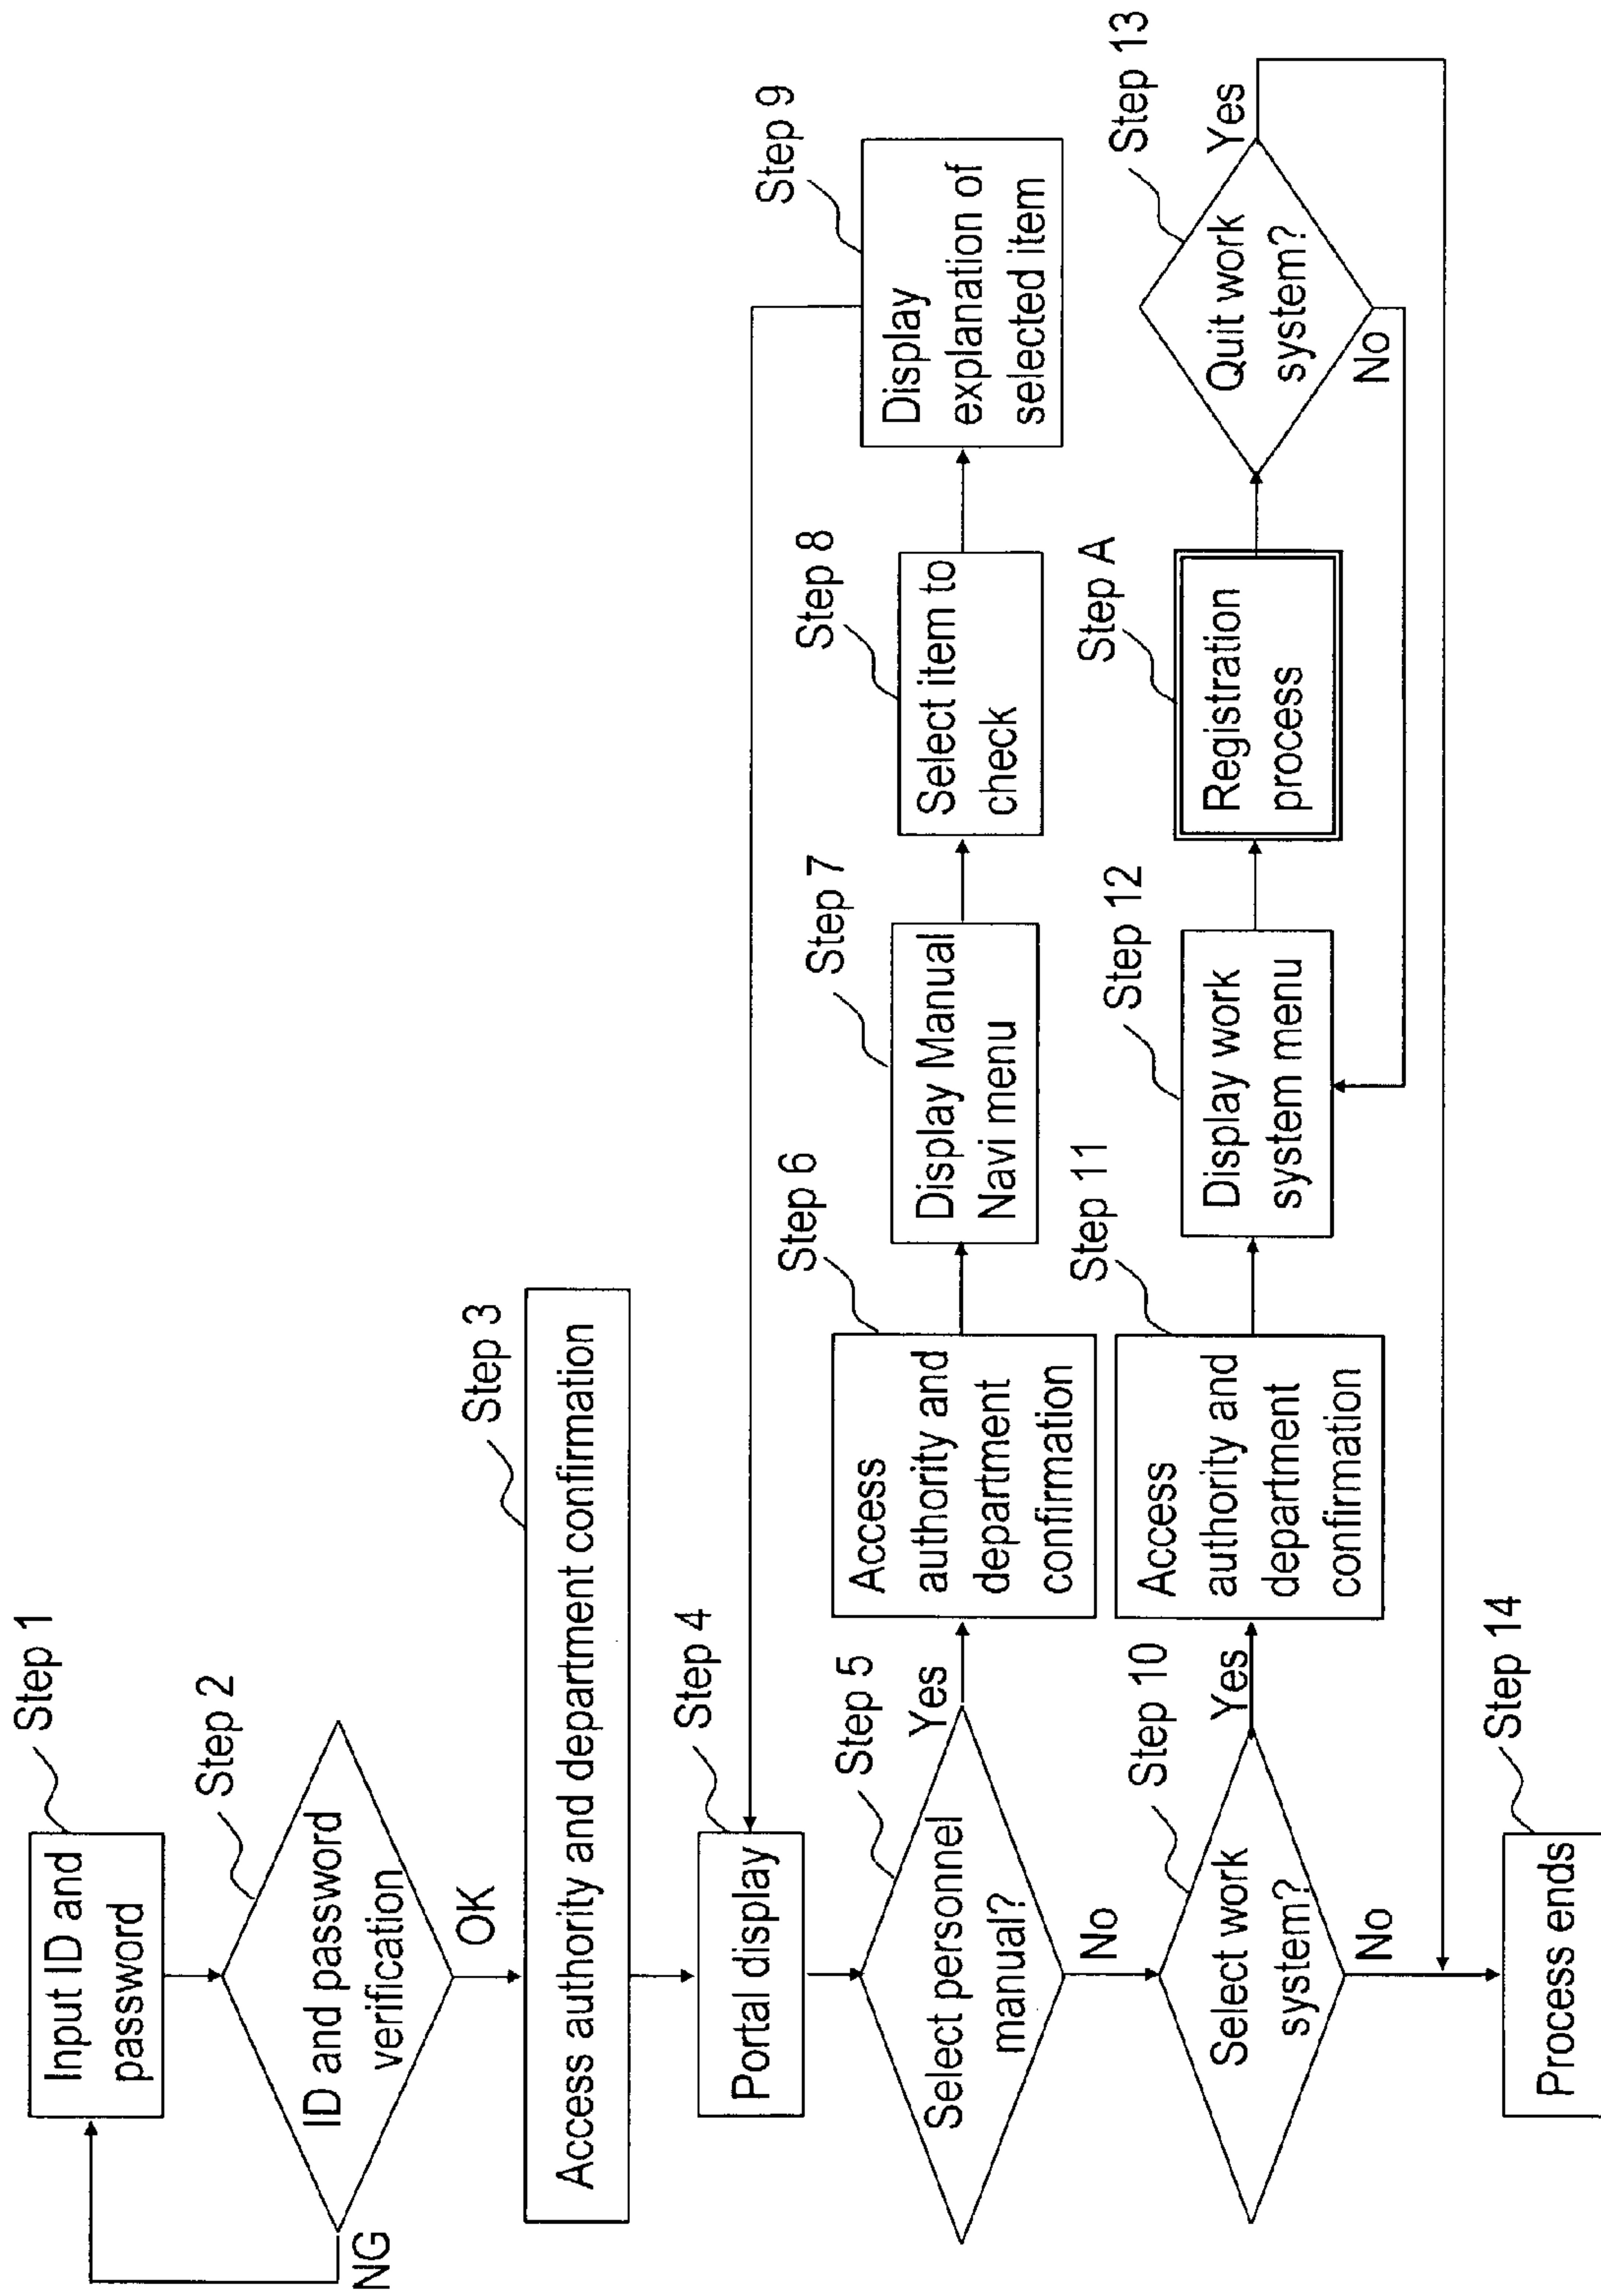 Step 1
Input ID and
password
Step 2
ID and password
verification
NG
OK
Step 3
Access authority and department confirmation
Step 4
Portal display
Step 5
Select personnel
manual?
Yes
No
Step 6
Access
authority and
department
confirmation
Step 7
Display Manual
Navi menu
Step 8
Select item to
check
Step 9
Display
explanation of
selected item
Step 10
Select work
system?
Yes
No
Step 11
Access
authority and
department
confirmation
Step 12
Display work
system menu
Step A
Registration
process
Step 13
Quit work
system?
Yes
No
Step 14
Process ends